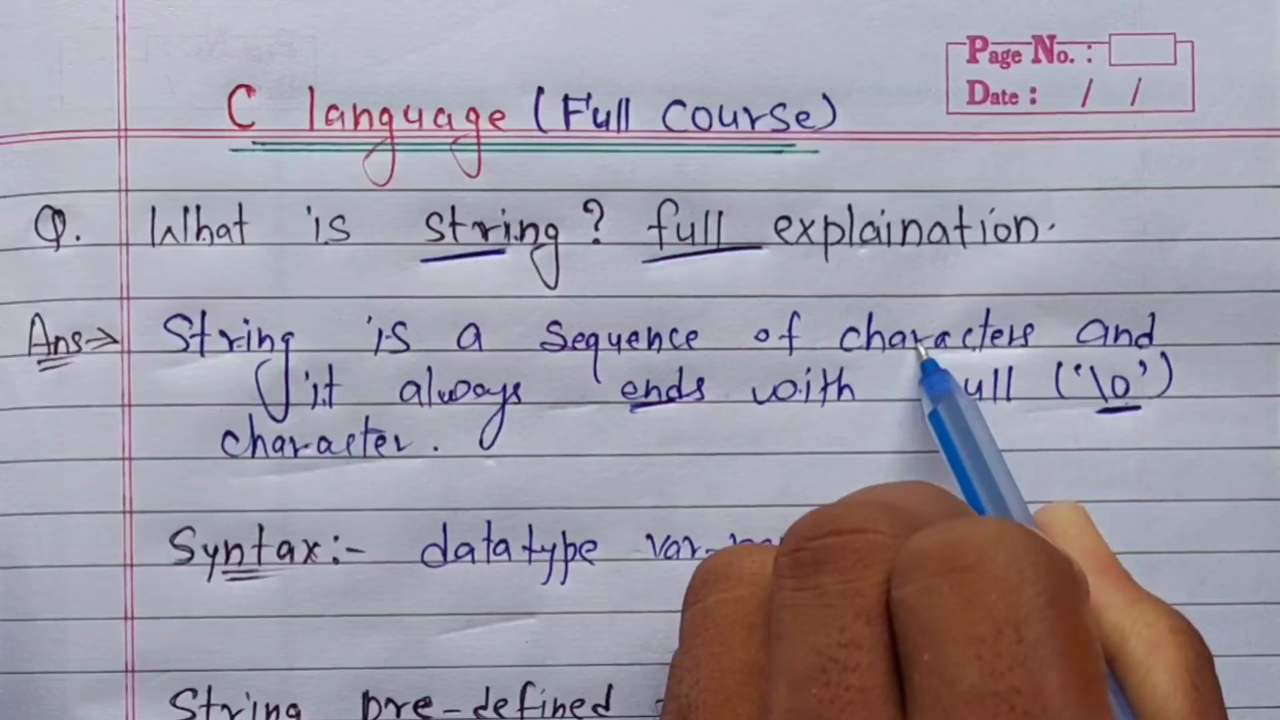 Page No. :
Date : / /
C language (Full course)
Q. What is string? full explaination.
Ans→ String is a sequence of characters and
it always ends with ull ('\0')
character.
Syntax:- datatype
String pre-defined